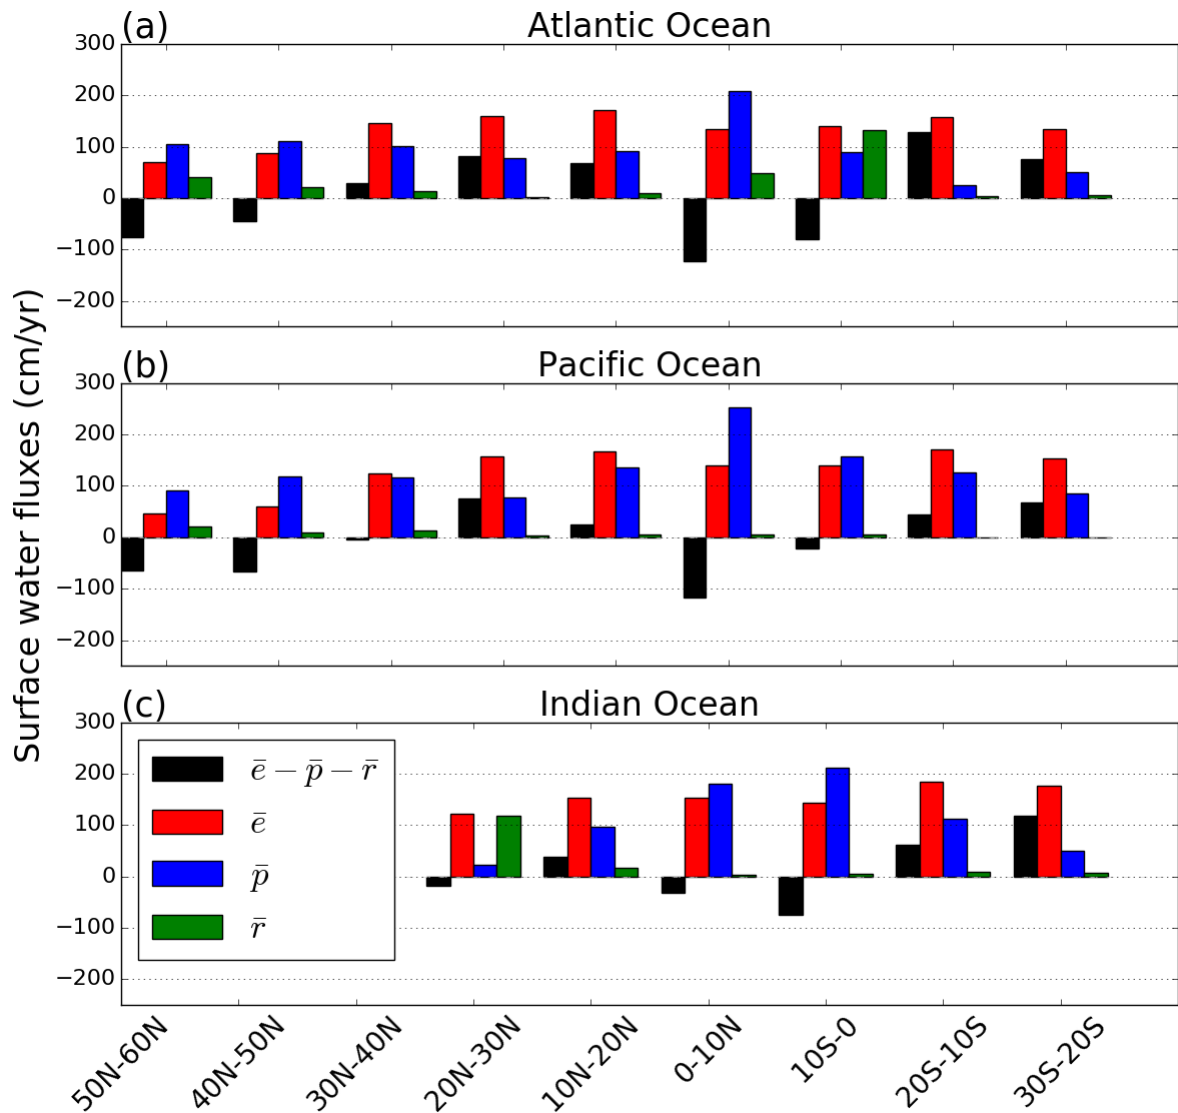 (a) Atlantic Ocean
300
200
100
0
−100
−200
(b) Pacific Ocean
300
200
100
0
−100
−200
(c) Indian Ocean
300
200
100
0
−100
−200
ē − p̄ − r̄
ē
p̄
r̄
Surface water fluxes (cm/yr)
50N-60N 40N-50N 30N-40N 20N-30N 10N-20N 0-10N 10S-0 20S-10S 30S-20S